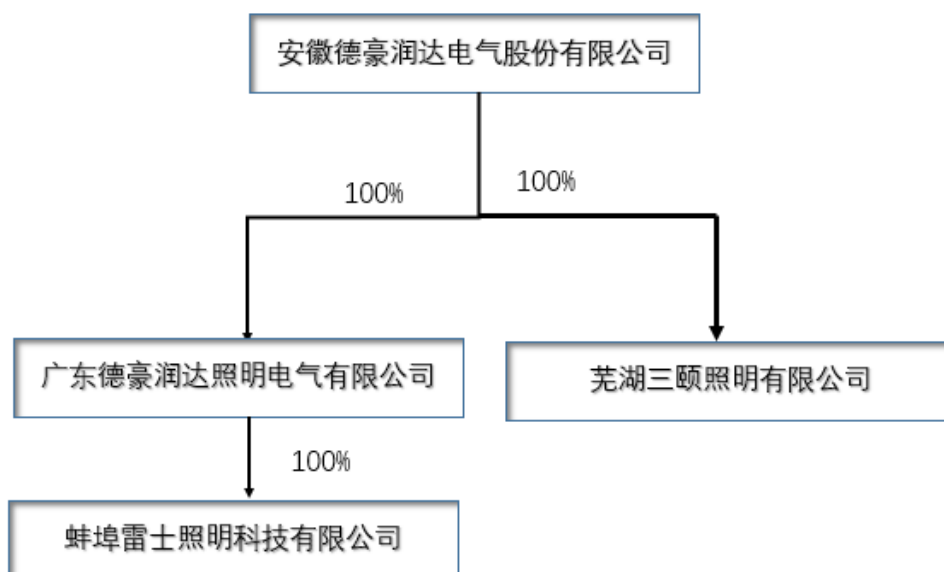 安徽德豪润达电气股份有限公司
100%
100%
广东德豪润达照明电气有限公司
芜湖三颐照明有限公司
100%
蚌埠雷士照明科技有限公司